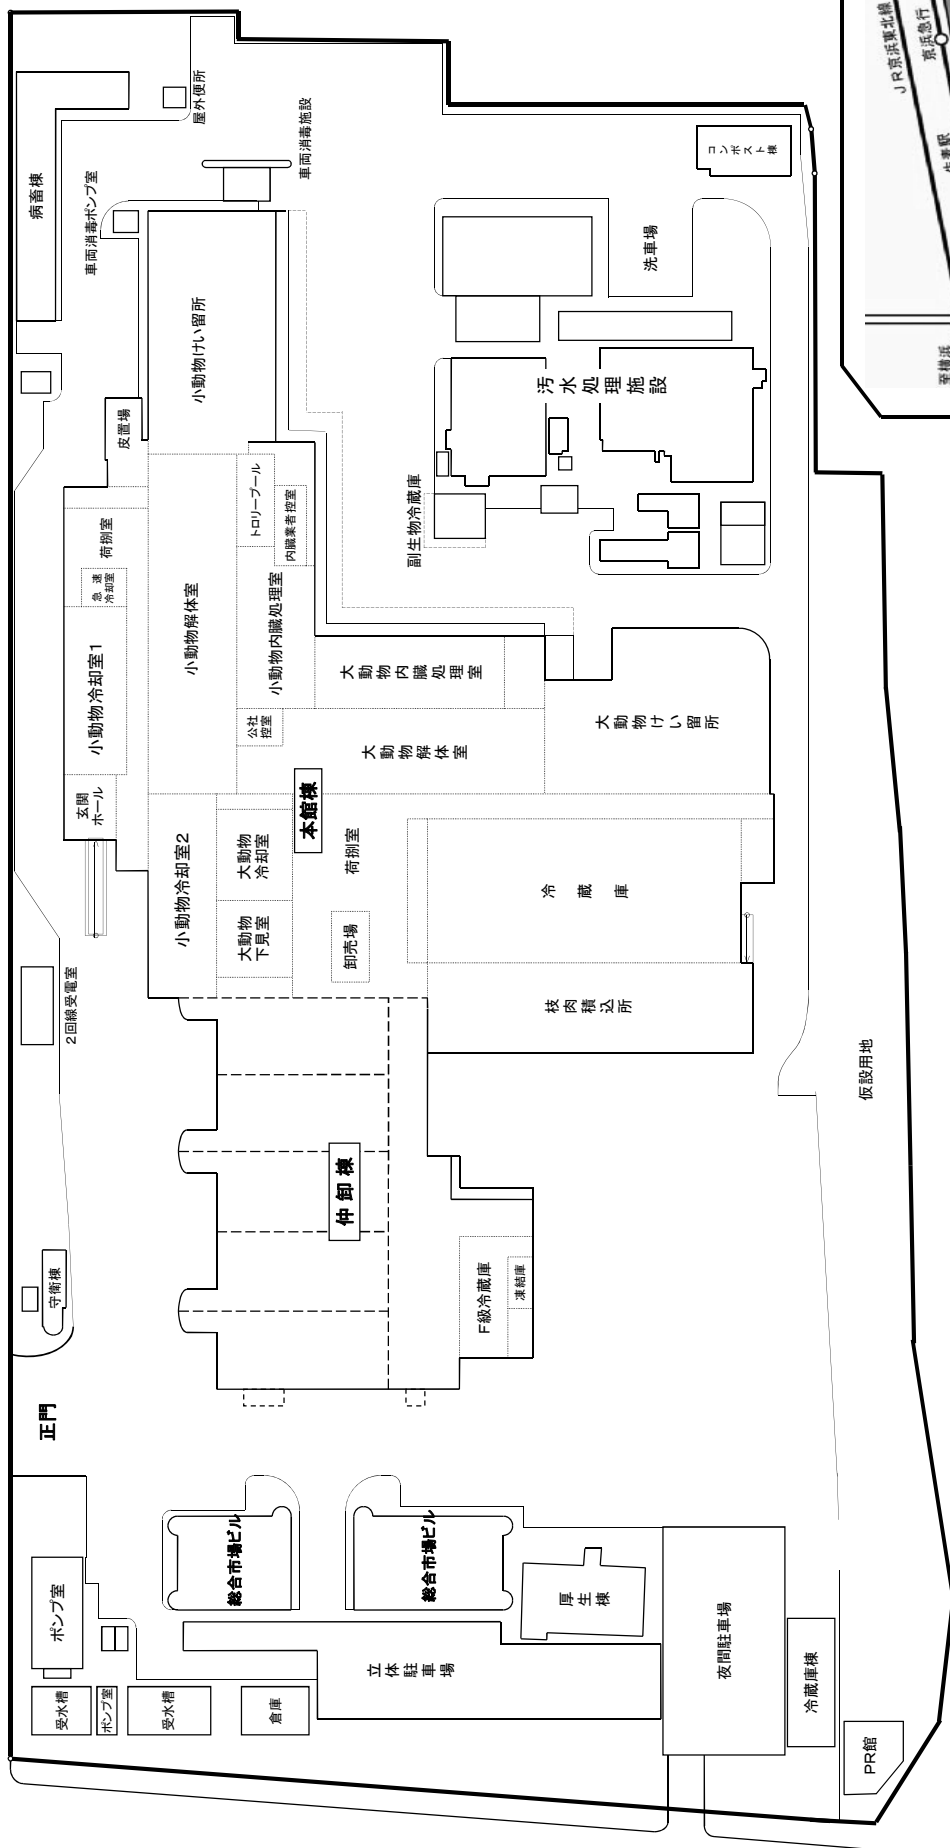 JR京浜東北線
京浜急行
生麦駅
至横浜
屋外便所
車両消毒施設
病畜棟
車両消毒ポンプ室
コンポスト棟
洗車場
小動物けい留所
汚水処理施設
皮置場
トロリープール
内臓業者控室
副生物冷蔵庫
荷捌室
急速
冷却室
小動物解体室
小動物内臓処理室
小動物冷却室1
大動物内臓処理室
公社
控室
大動物解体室
大動物けい留所
玄関
ホール
本館棟
小動物冷却室2
大動物
冷却室
荷捌室
冷蔵庫
大動物
下見室
卸売場
枝肉積込所
2回線受電室
仮設用地
仲卸棟
守衛棟
F級冷蔵庫
凍結庫
正門
総合市場ビル
総合市場ビル
厚生棟
ポンプ室
立体駐車場
夜間駐車場
冷蔵庫棟
受水槽
ポンプ室
受水槽
倉庫
PR館